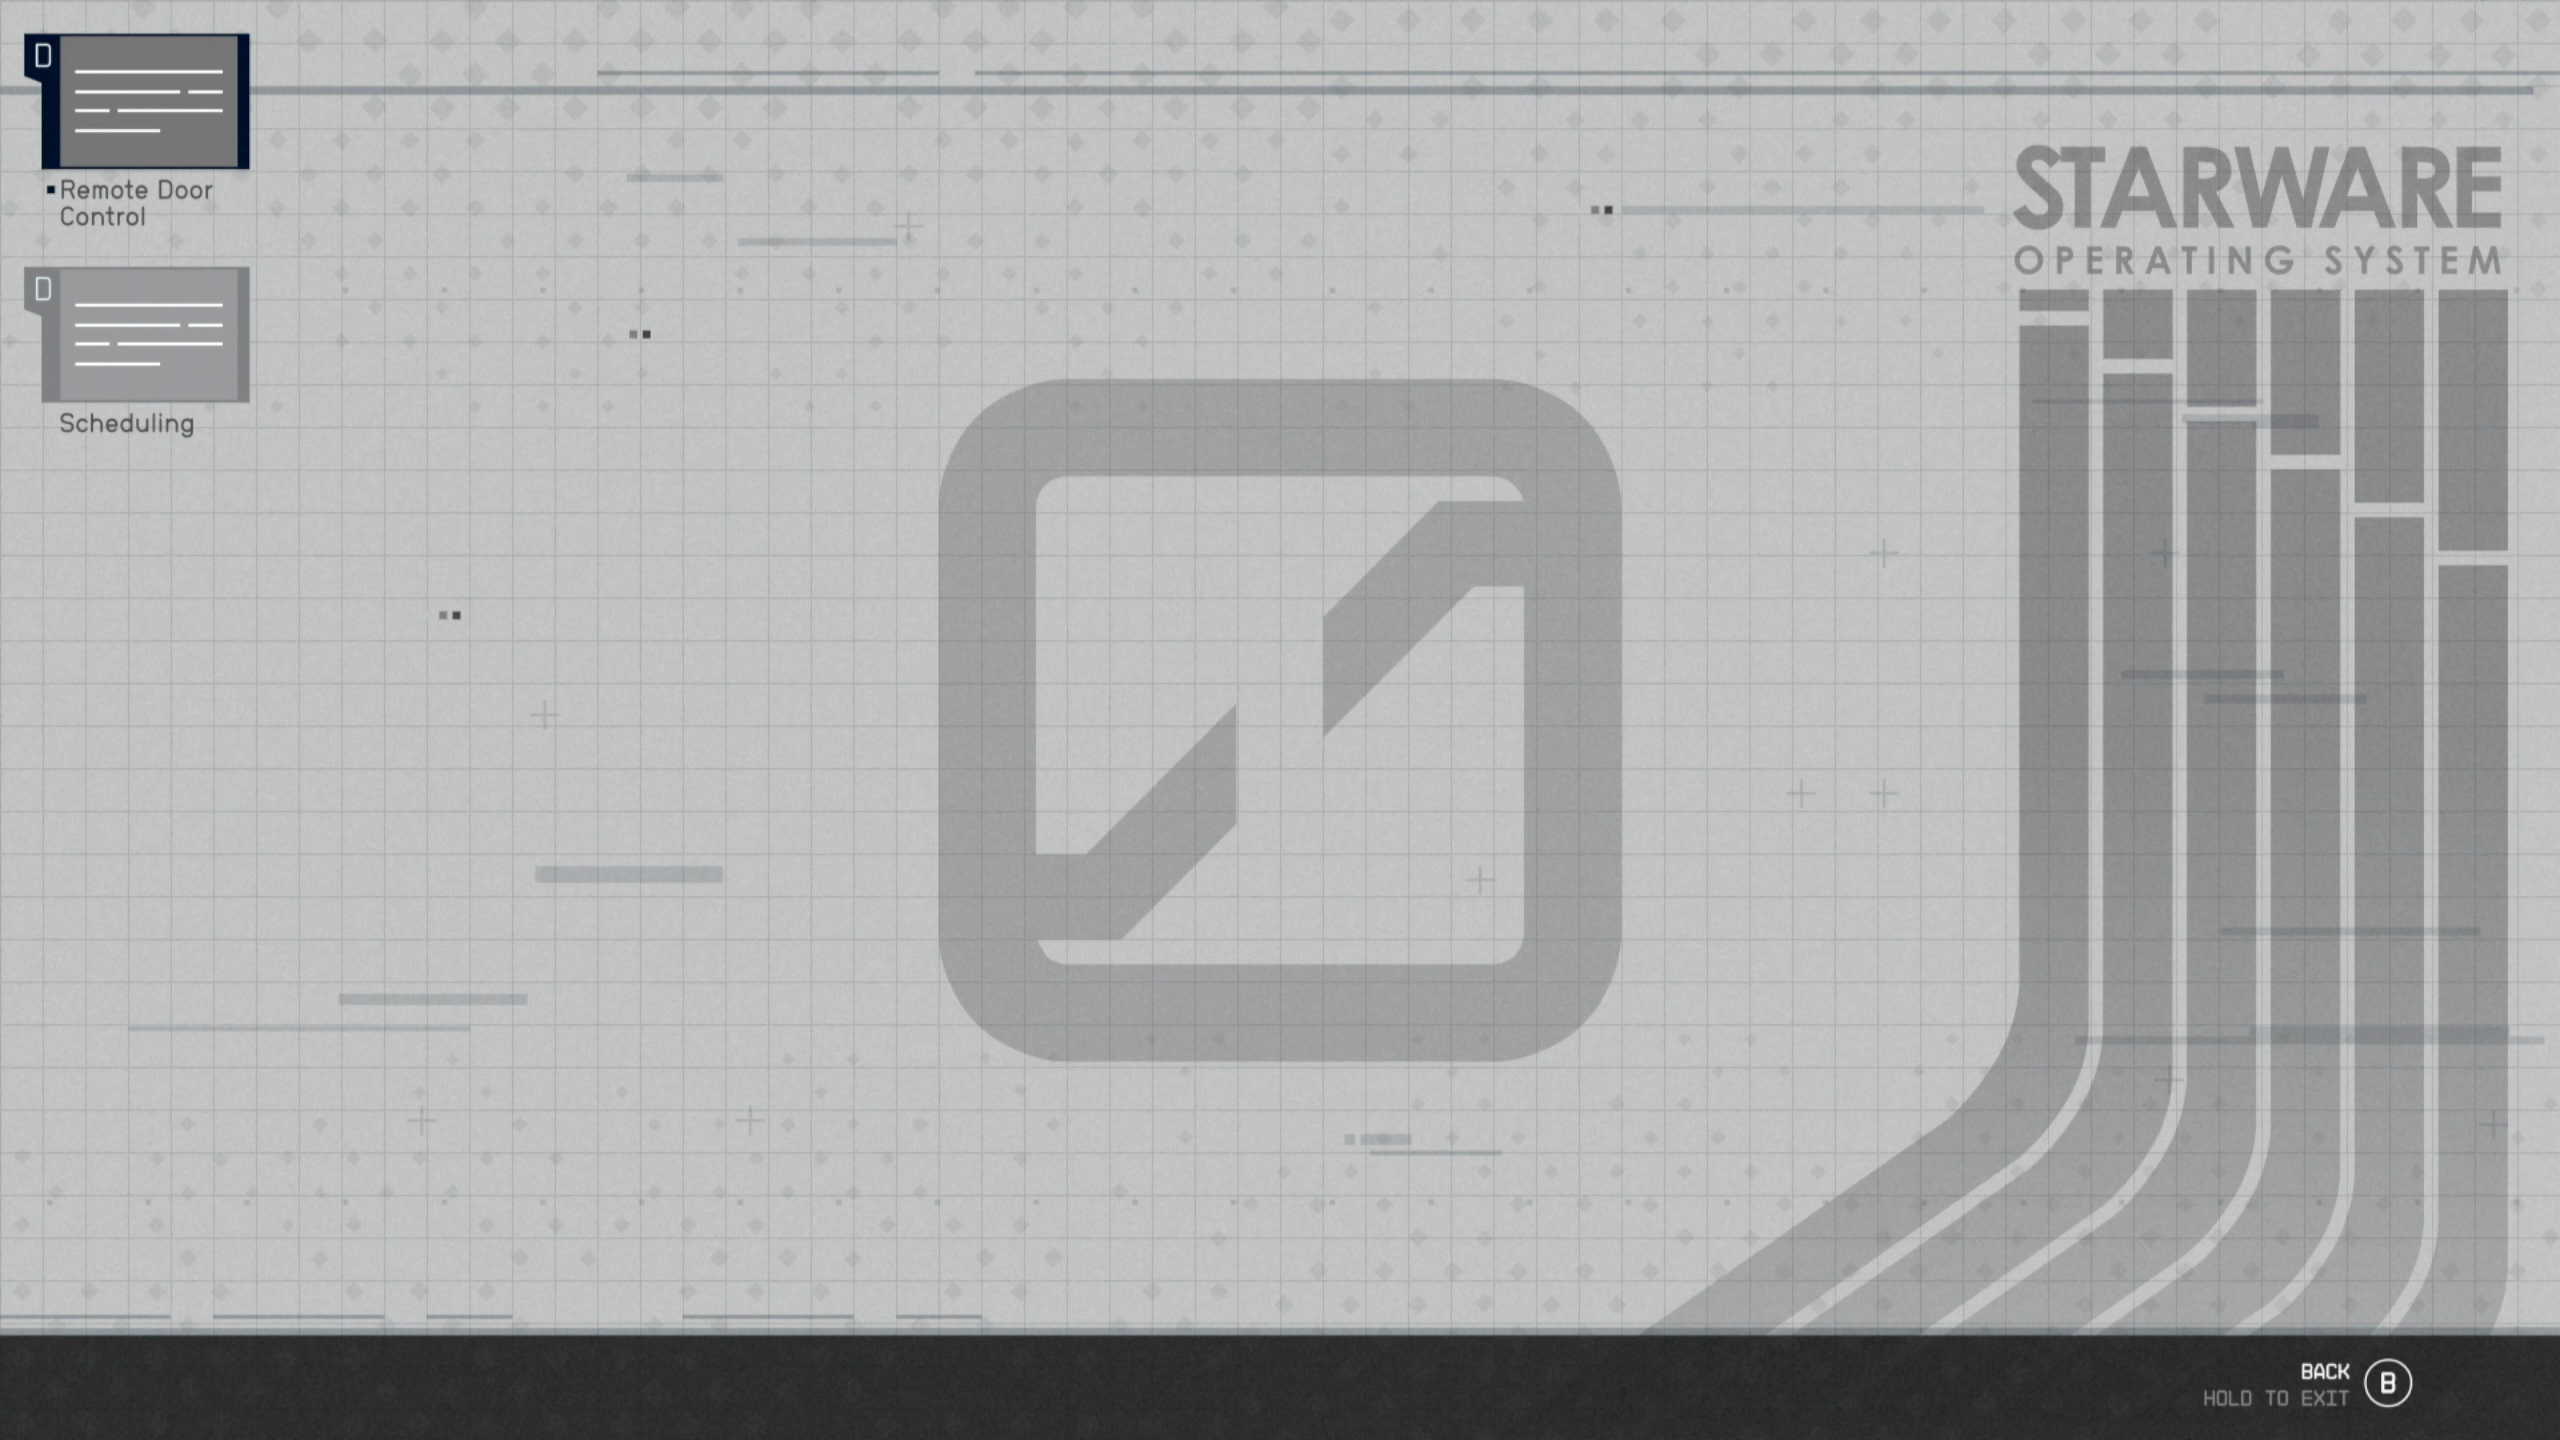 D
Remote Door
Control
D
Scheduling
STARWARE
OPERATING SYSTEM
BACK
HOLD TO EXIT
B